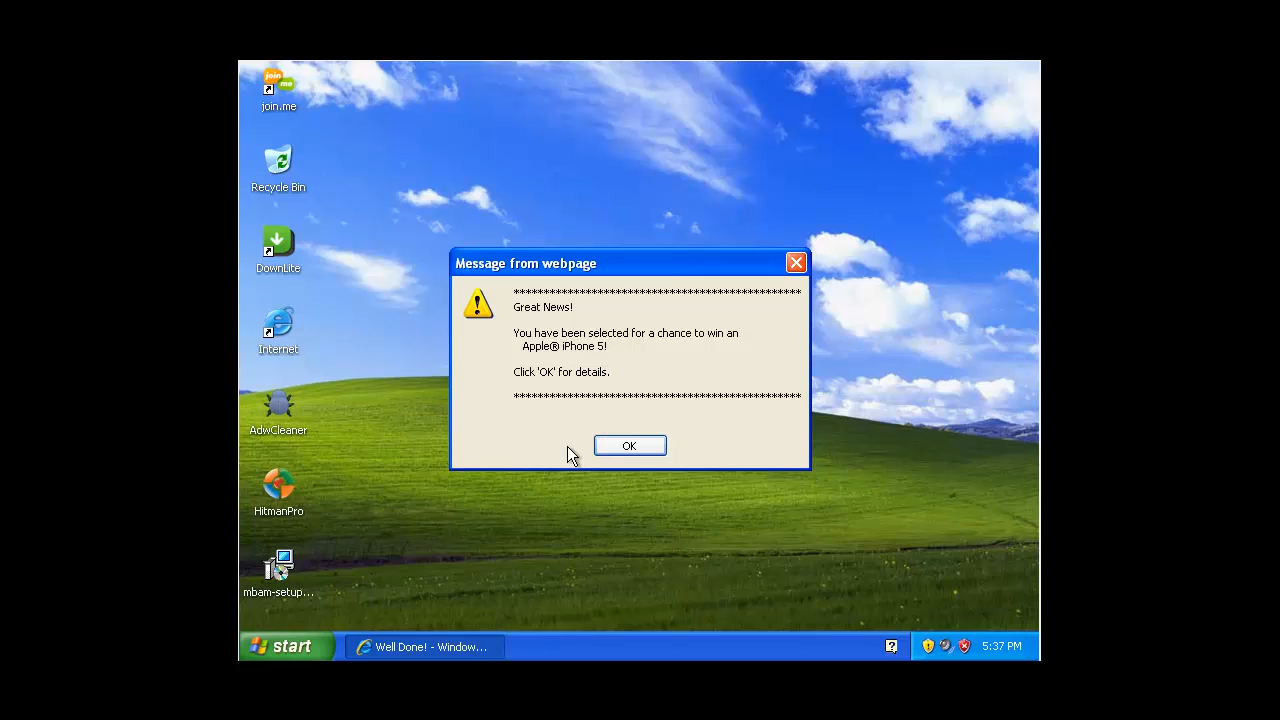 join
me
join.me
Recycle Bin
DownLite
Internet
AdwCleaner
HitmanPro
mbam-setup...
Message from webpage
************************************************
Great News!
You have been selected for a chance to win an
Apple® iPhone 5!
Click 'OK' for details.
************************************************
OK
start
Well Done! - Window...
5:37 PM